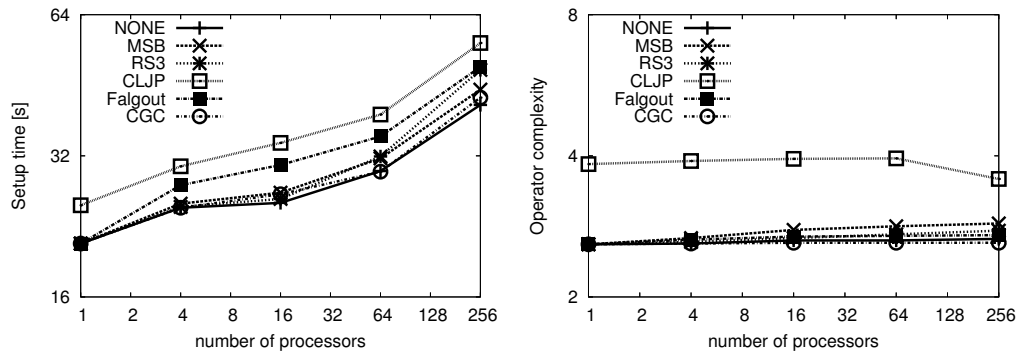 Setup time [s]
64
32
16
NONE
MSB
RS3
CLJP
Falgout
CGC
1 2 4 8 16 32 64 128 256
number of processors
Operator complexity
8
4
2
NONE
MSB
RS3
CLJP
Falgout
CGC
1 2 4 8 16 32 64 128 256
number of processors